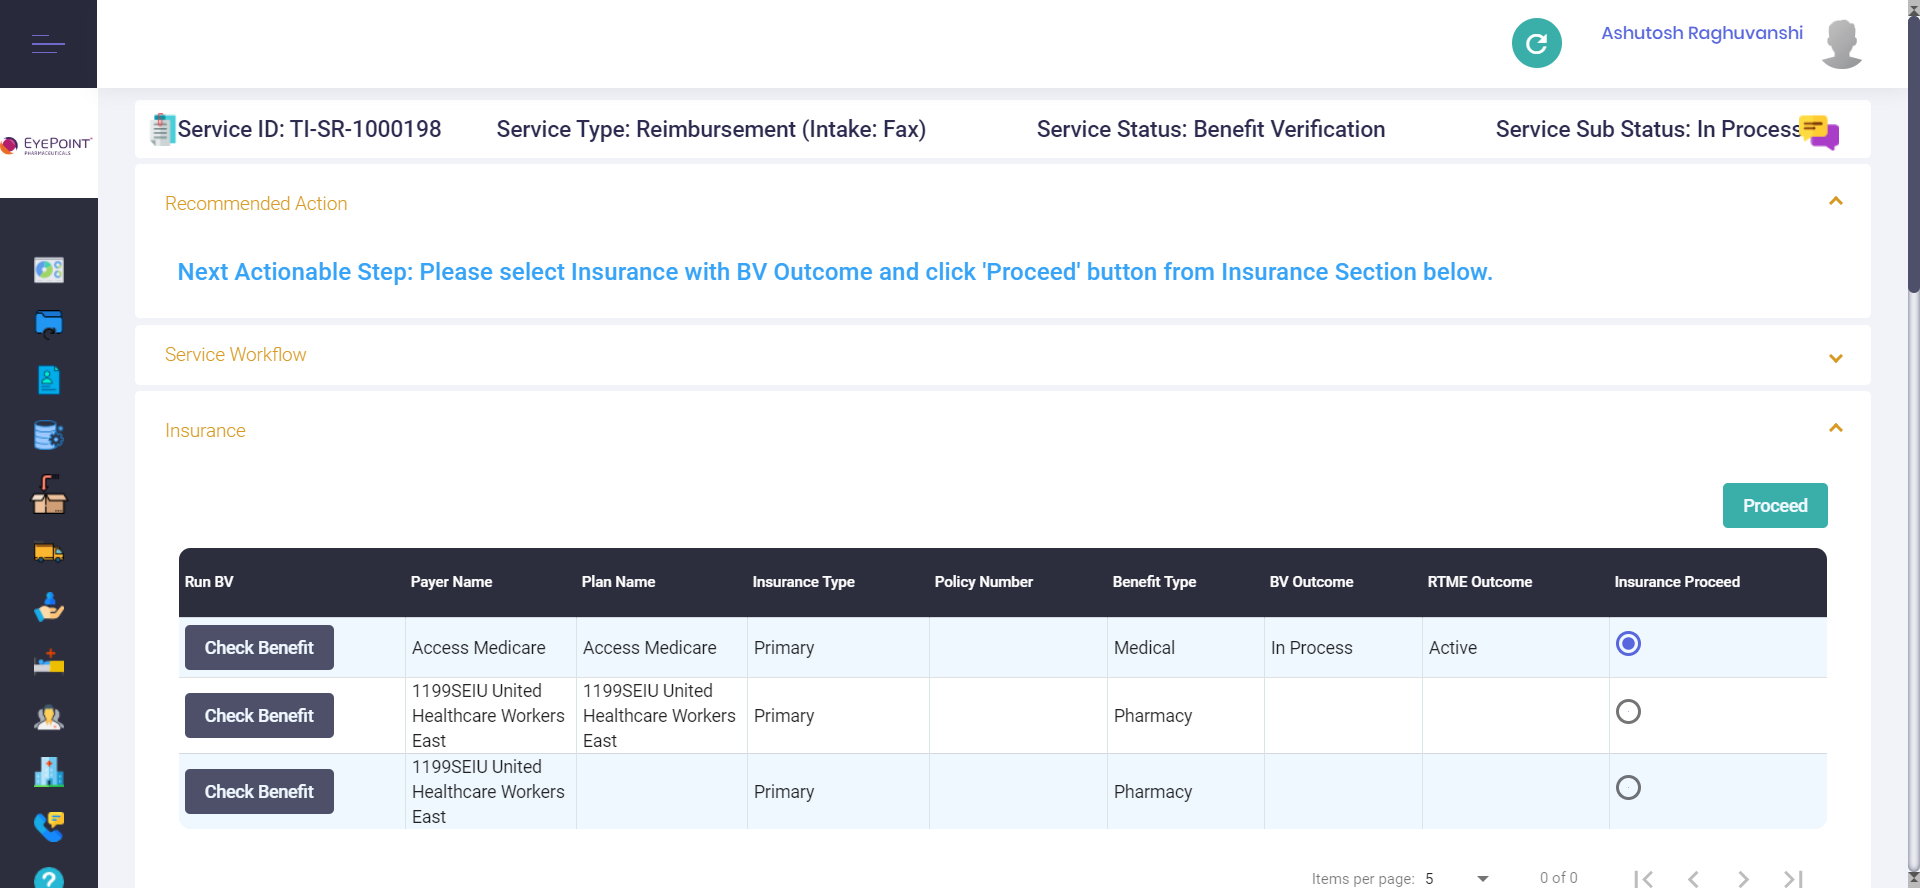 Ashutosh Raghuvanshi
EYEPOINT
PHARMACEUTICALS
Service ID: TI-SR-1000198 Service Type: Reimbursement (Intake: Fax) Service Status: Benefit Verification Service Sub Status: In Process
Recommended Action
Next Actionable Step: Please select Insurance with BV Outcome and click 'Proceed' button from Insurance Section below.
Service Workflow
Insurance
Proceed
Run BV Payer Name Plan Name Insurance Type Policy Number Benefit Type BV Outcome RTME Outcome Insurance Proceed
Check Benefit Access Medicare Access Medicare Primary Medical In Process Active
1199SEIU United 1199SEIU United
Check Benefit Healthcare Workers Healthcare Workers Primary Pharmacy
East East
1199SEIU United
Check Benefit Healthcare Workers Primary Pharmacy
East
Items per page: 5 0 of 0
?